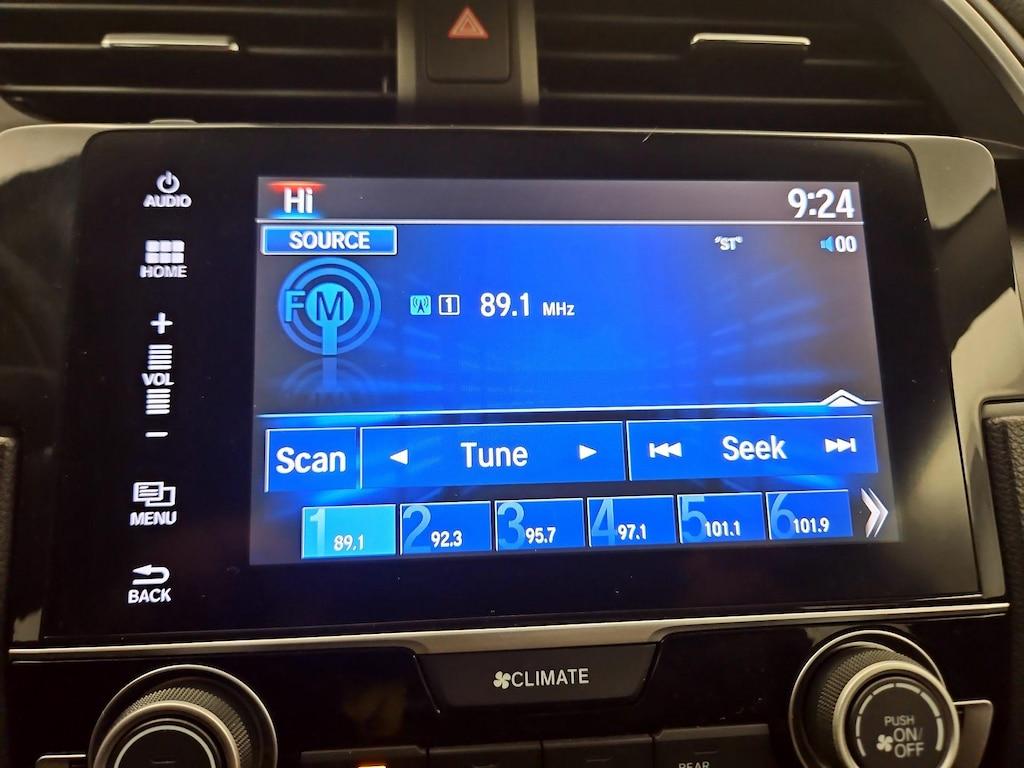 AUDIO
HOME
+
VOL
−
MENU
BACK
Hi 9:24
SOURCE "ST" 00
FM 1 89.1 MHz
Scan Tune Seek
1 89.1 2 92.3 3 95.7 4 97.1 5 101.1 6 101.9
CLIMATE
PUSH
ON/
OFF
REAR